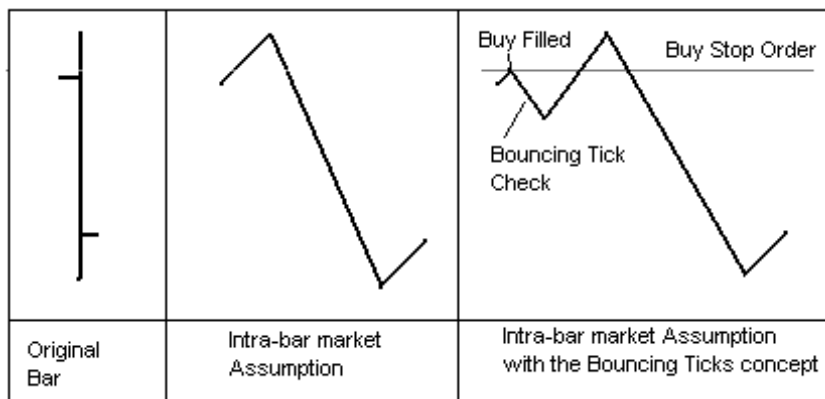 Buy Filled
Buy Stop Order
Bouncing Tick
Check
Original
Bar
Intra-bar market
Assumption
Intra-bar market Assumption
with the Bouncing Ticks concept